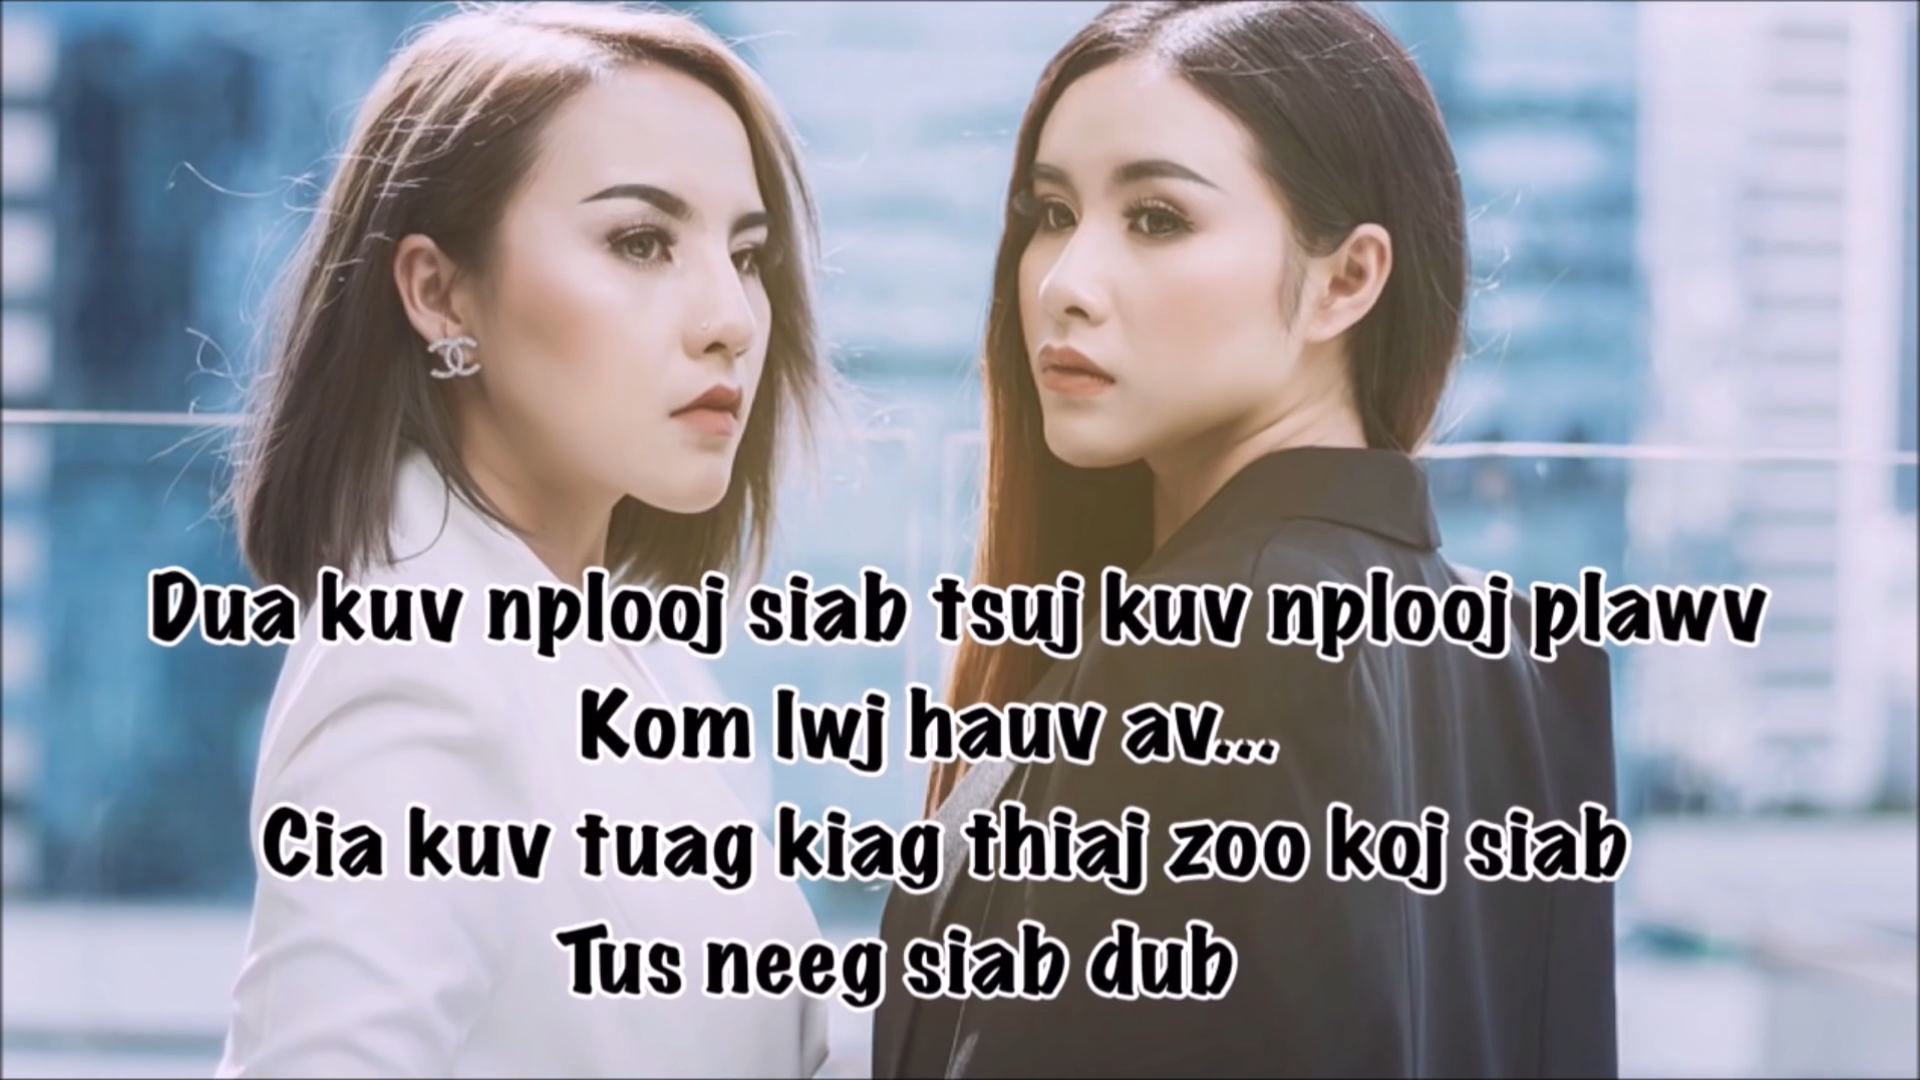 Dua kuv nplooj siab tsuj kuv nplooj plawv
Kom lwj hauv av...
Cia kuv tuag kiag thiaj zoo koj siab
Tus neeg siab dub